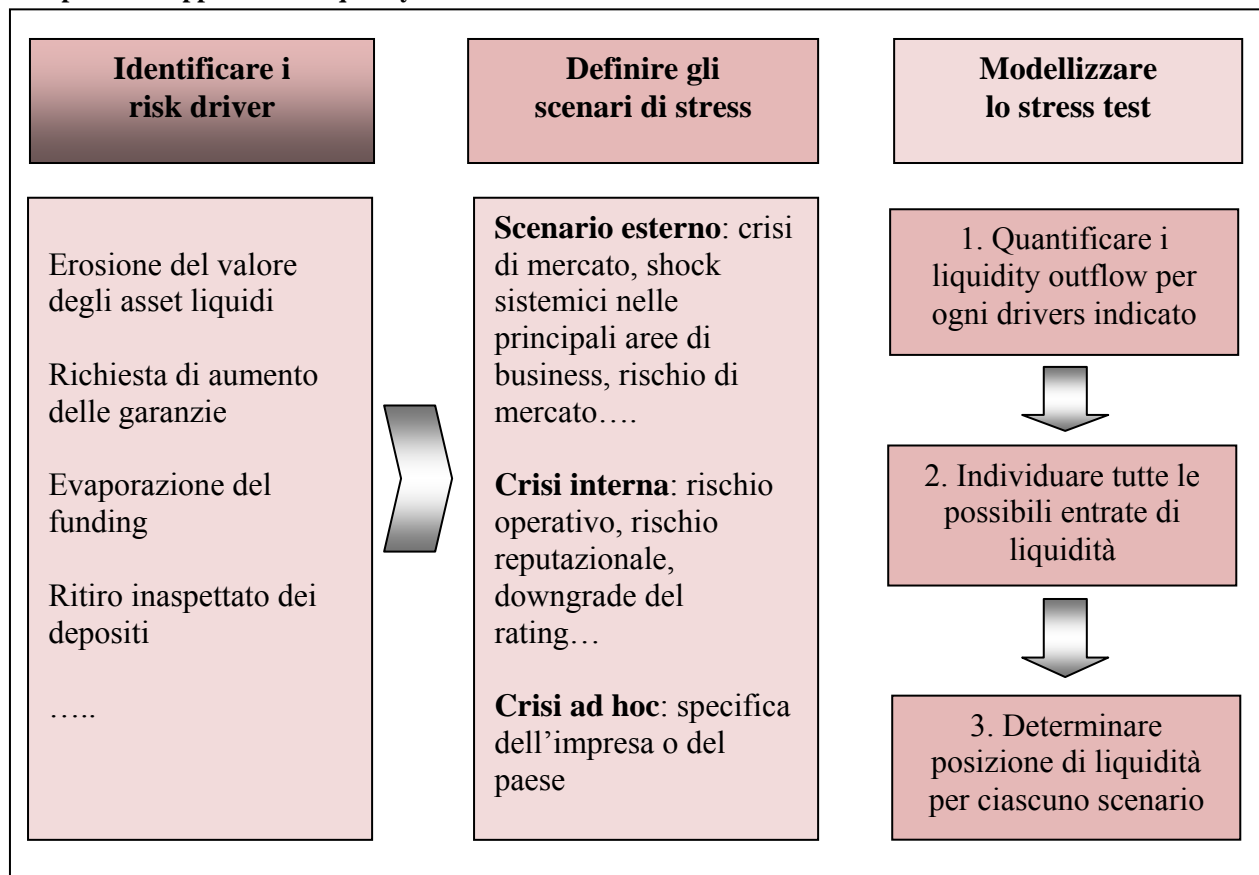 Identificare i
risk driver
Erosione del valore
degli asset liquidi
Richiesta di aumento
delle garanzie
Evaporazione del
funding
Ritiro inaspettato dei
depositi
…..
Definire gli
scenari di stress
Scenario esterno: crisi
di mercato, shock
sistemici nelle
principali aree di
business, rischio di
mercato….
Crisi interna: rischio
operativo, rischio
reputazionale,
downgrade del
rating…
Crisi ad hoc: specifica
dell’impresa o del
paese
Modellizzare
lo stress test
1. Quantificare i
liquidity outflow per
ogni drivers indicato
2. Individuare tutte le
possibili entrate di
liquidità
3. Determinare
posizione di liquidità
per ciascuno scenario